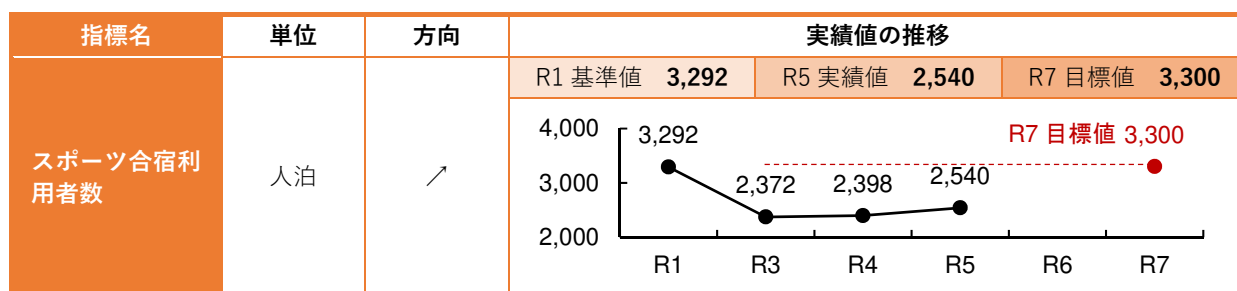 指標名 単位 方向 実績値の推移
R1 基準値 3,292 R5 実績値 2,540 R7 目標値 3,300
スポーツ合宿利
用者数
人泊
↗
4,000
3,000
2,000
3,292
2,372
2,398
2,540
R7 目標値 3,300
R1 R3 R4 R5 R6 R7